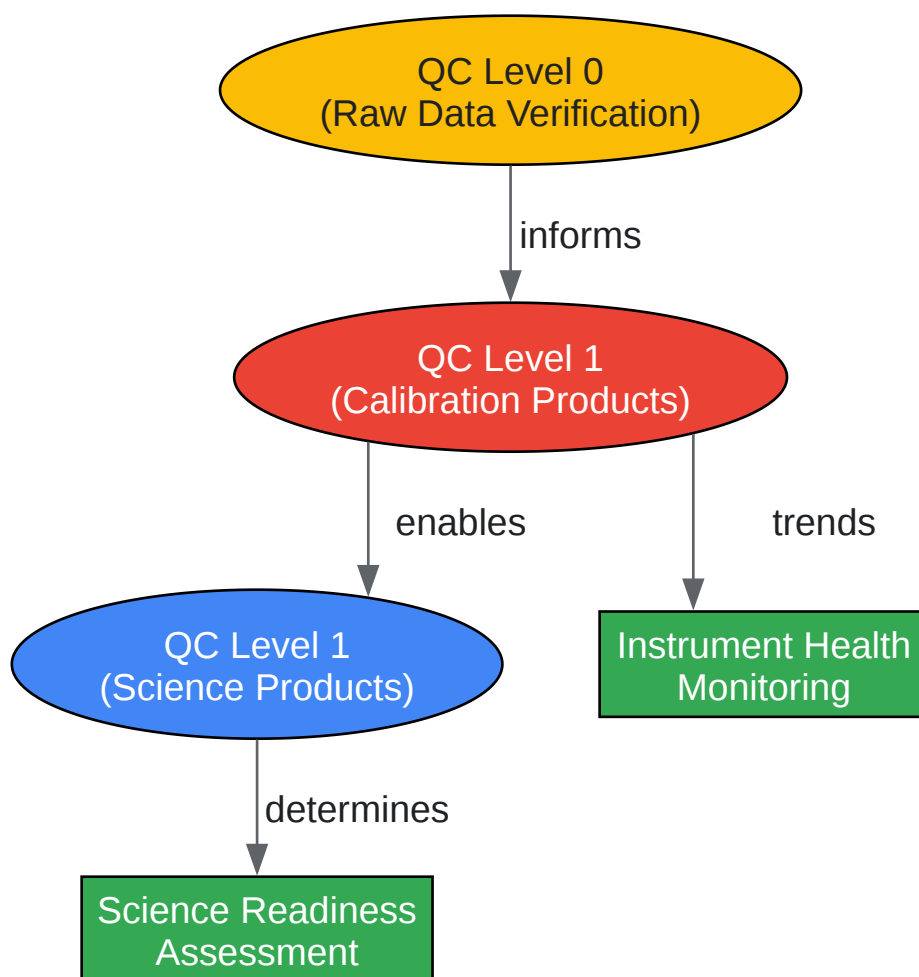 QC Level 0
(Raw Data Verification)
informs
QC Level 1
(Calibration Products)
enables
trends
QC Level 1
(Science Products)
Instrument Health
Monitoring
determines
Science Readiness
Assessment